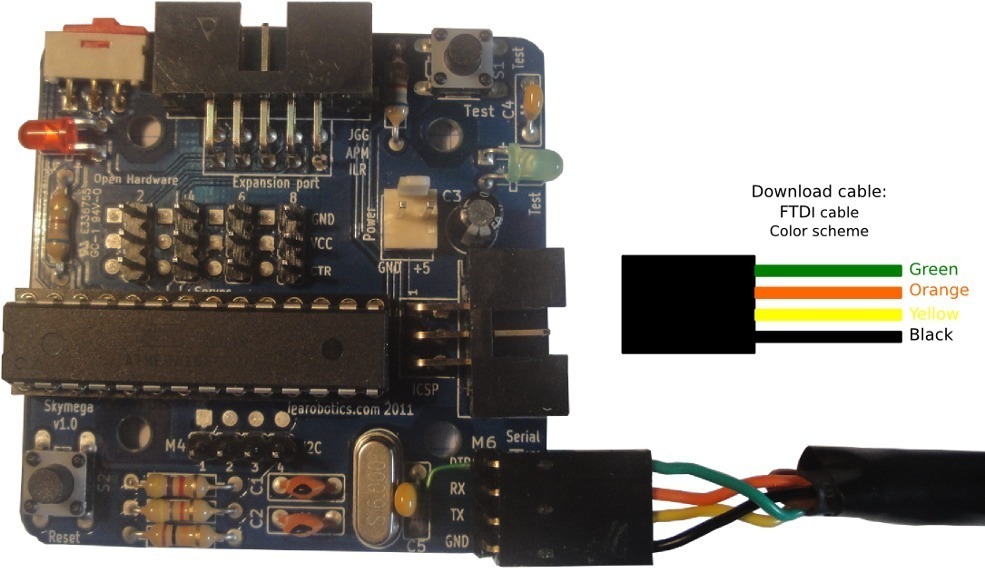 S1
Test
Test
C4
JGG
APM
ILR
Open Hardware
Expansion port
2 4 6 8
GND
VCC
CTR
Power
C3
Test
GND +5
1
ICSP
Skymega
v1.0
iearobotics.com 2011
M4
I2C
1 2 3 4
M6
Serial
DTR
RX
TX
GND
S2
C1
C2
C5
Reset
Download cable:
FTDI cable
Color scheme
Green
Orange
Yellow
Black